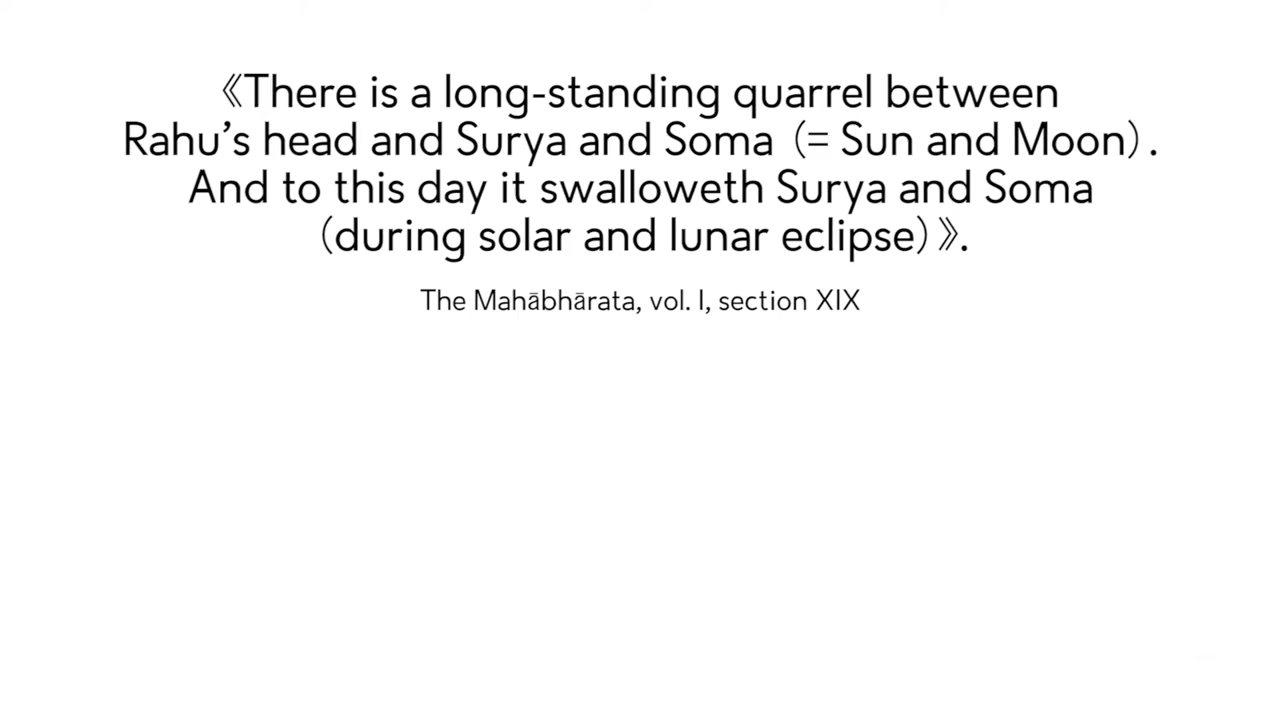 《There is a long-standing quarrel between
Rahu’s head and Surya and Soma (= Sun and Moon).
And to this day it swalloweth Surya and Soma
(during solar and lunar eclipse)》.
The Mahābhārata, vol. I, section XIX